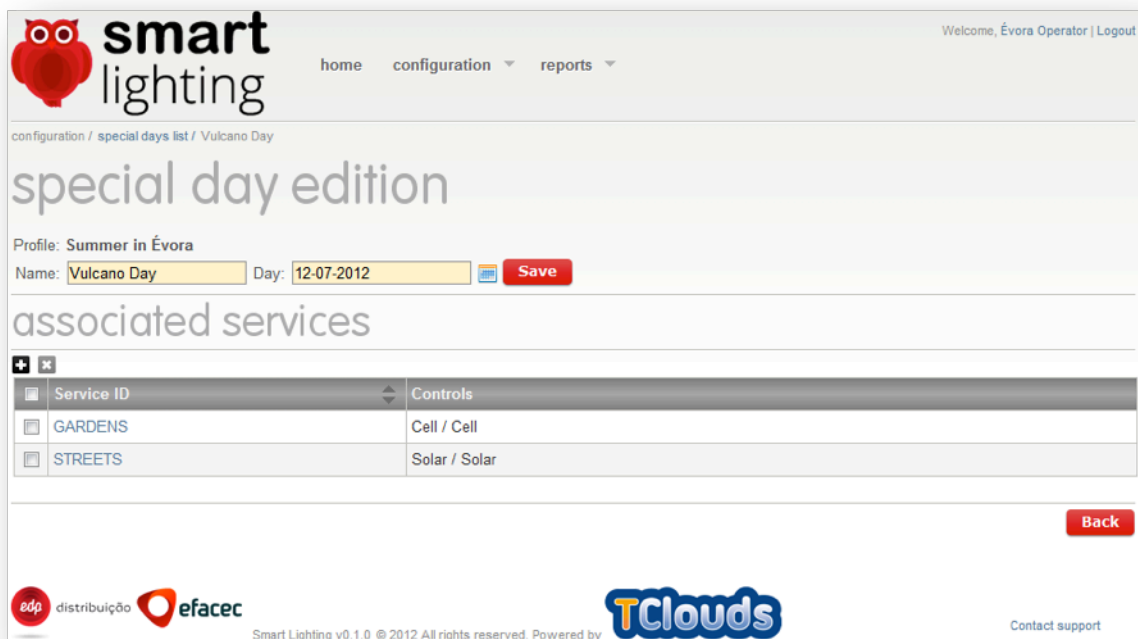 smart
lighting
Welcome, Évora Operator | Logout
home configuration reports
configuration / special days list / Vulcano Day
special day edition
Profile: Summer in Évora
Name: Vulcano Day Day: 12-07-2012 Save
associated services
Service ID Controls
GARDENS Cell / Cell
STREETS Solar / Solar
Back
edp distribuição efacec
Smart Lighting v0.1.0 @ 2012 All rights reserved. Powered by TClouds Contact support